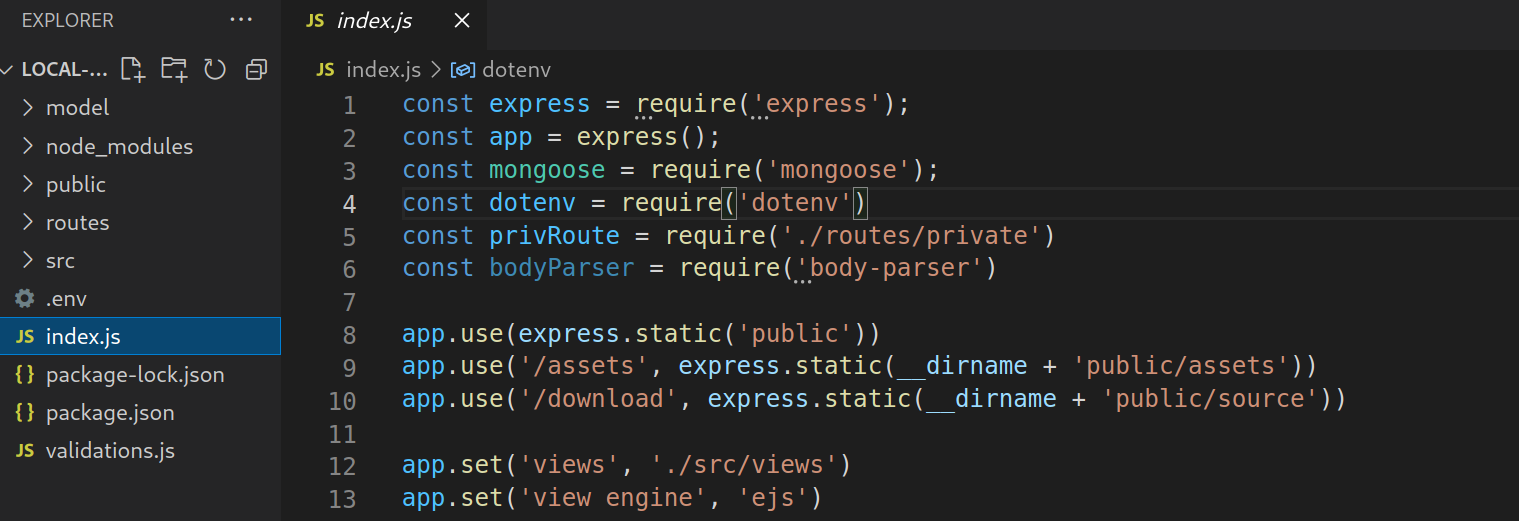 EXPLORER ...
LOCAL-...
model
node_modules
public
routes
src
.env
JS index.js
{} package-lock.json
{} package.json
JS validations.js
JS index.js
JS index.js > dotenv
1 const express = require('express');
2 const app = express();
3 const mongoose = require('mongoose');
4 const dotenv = require('dotenv')
5 const privRoute = require('./routes/private')
6 const bodyParser = require('body-parser')
7
8 app.use(express.static('public'))
9 app.use('/assets', express.static(__dirname + 'public/assets'))
10 app.use('/download', express.static(__dirname + 'public/source'))
11
12 app.set('views', './src/views')
13 app.set('view engine', 'ejs')